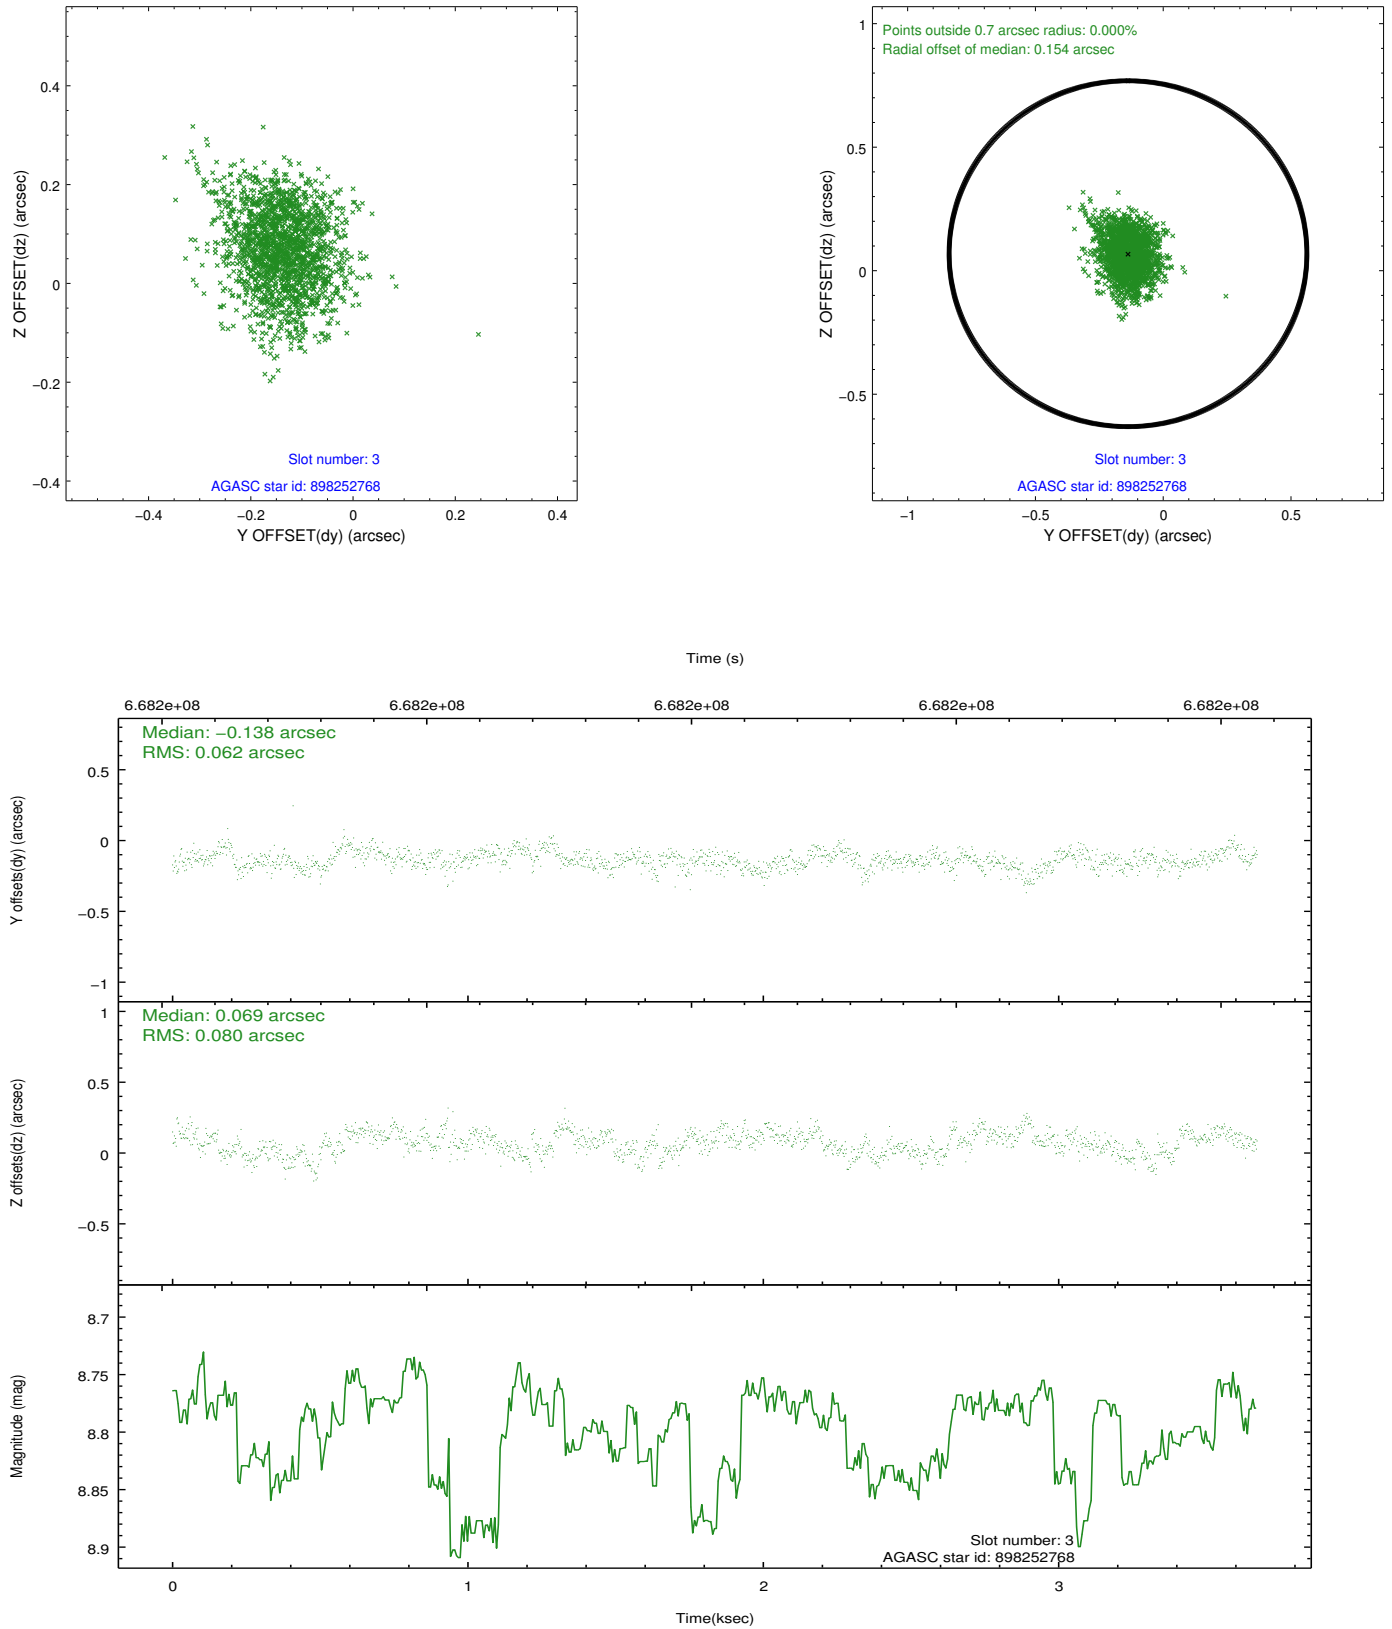 0.4
0.2
0
−0.2
−0.4
Z OFFSET(dz) (arcsec)
Slot number: 3
AGASC star id: 898252768
−0.4
−0.2
0
0.2
0.4
Y OFFSET(dy) (arcsec)
Points outside 0.7 arcsec radius: 0.000%
Radial offset of median: 0.154 arcsec
1
0.5
0
−0.5
Z OFFSET(dz) (arcsec)
Slot number: 3
AGASC star id: 898252768
−1
−0.5
0
0.5
Y OFFSET(dy) (arcsec)
Time (s)
6.682e+08
6.682e+08
6.682e+08
6.682e+08
6.682e+08
Median: −0.138 arcsec
RMS: 0.062 arcsec
0.5
0
−0.5
−1
Y offsets(dy) (arcsec)
Median: 0.069 arcsec
RMS: 0.080 arcsec
1
0.5
0
−0.5
Z offsets(dz) (arcsec)
8.7
8.75
8.8
8.85
8.9
Magnitude (mag)
Slot number: 3
AGASC star id: 898252768
0
1
2
3
Time(ksec)